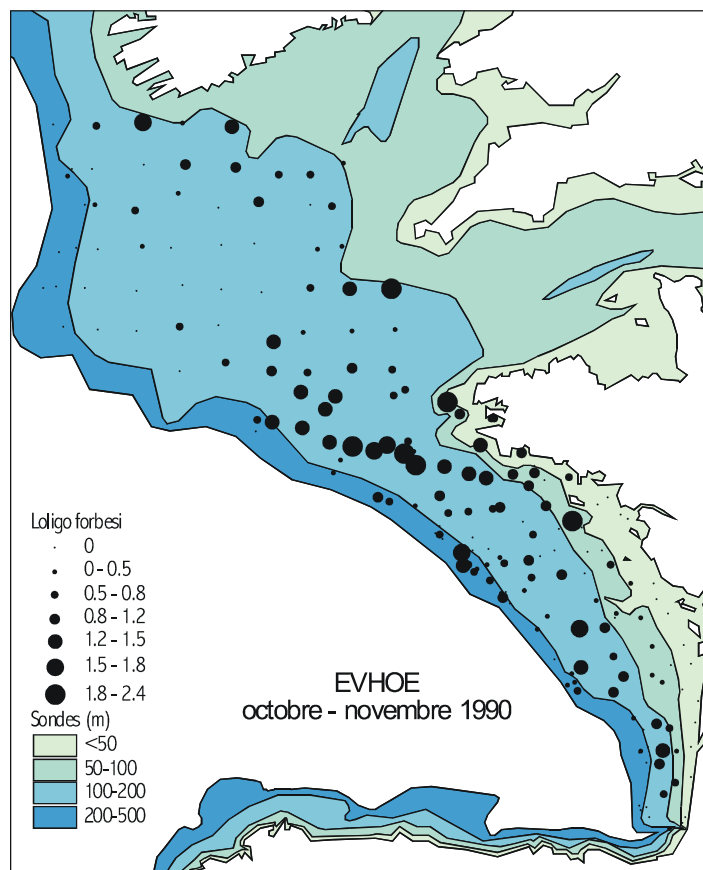 Loligo forbesi
0
0 - 0.5
0.5 - 0.8
0.8 - 1.2
1.2 - 1.5
1.5 - 1.8
1.8 - 2.4
Sondes (m)
<50
50-100
100-200
200-500
EVHOE
octobre - novembre 1990